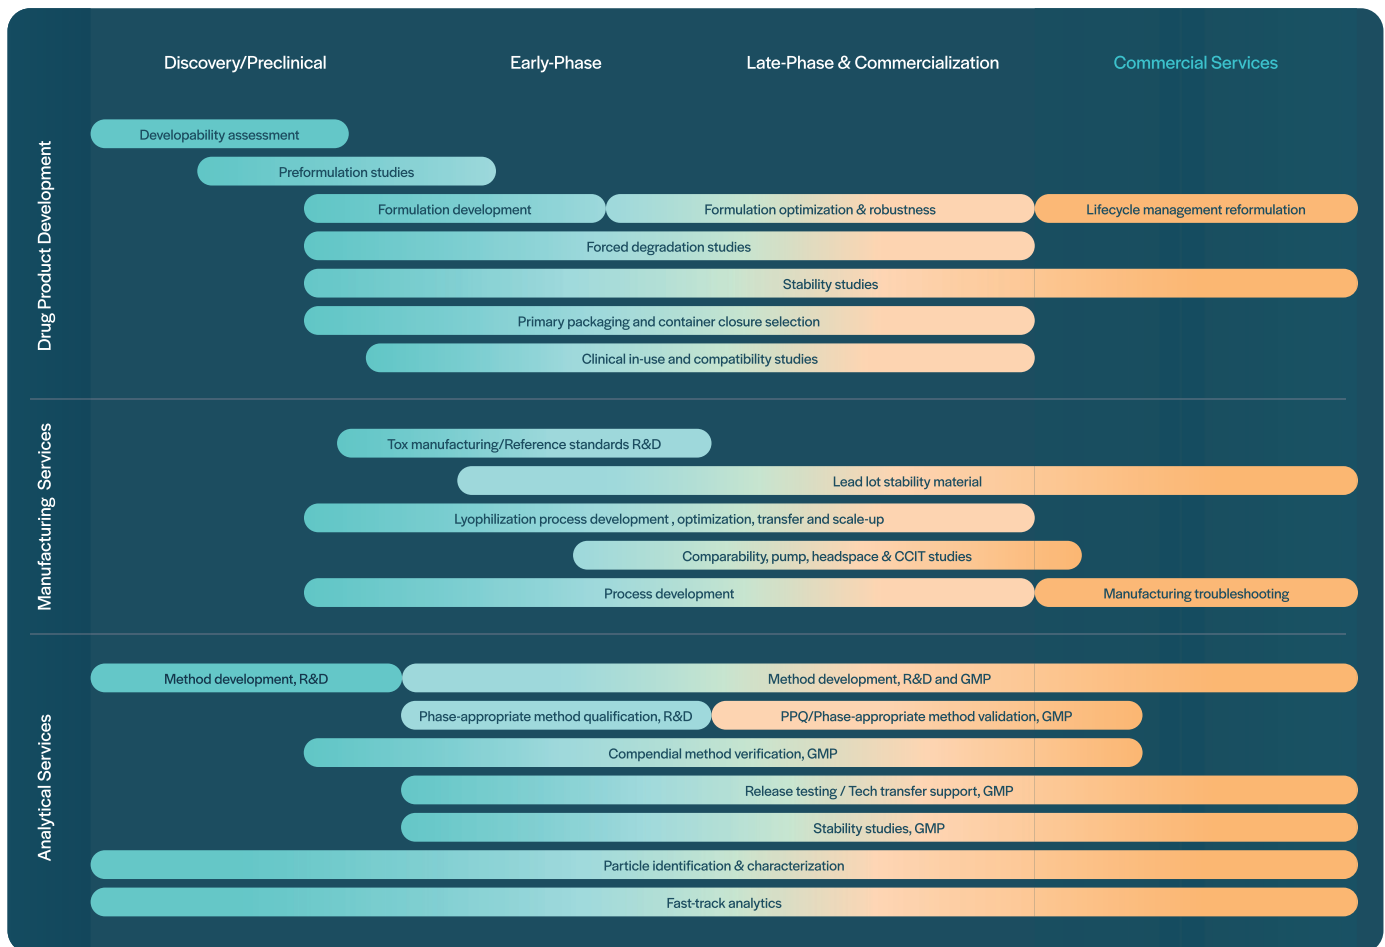 Discovery/Preclinical
Early-Phase
Late-Phase & Commercialization
Commercial Services
Drug Product Development
Developability assessment
Preformulation studies
Formulation development
Formulation optimization & robustness
Lifecycle management reformulation
Forced degradation studies
Stability studies
Primary packaging and container closure selection
Clinical in-use and compatibility studies
Manufacturing Services
Tox manufacturing/Reference standards R&D
Lead lot stability material
Lyophilization process development , optimization, transfer and scale-up
Comparability, pump, headspace & CCIT studies
Process development
Manufacturing troubleshooting
Analytical Services
Method development, R&D
Method development, R&D and GMP
Phase-appropriate method qualification, R&D
PPQ/Phase-appropriate method validation, GMP
Compendial method verification, GMP
Release testing / Tech transfer support, GMP
Stability studies, GMP
Particle identification & characterization
Fast-track analytics